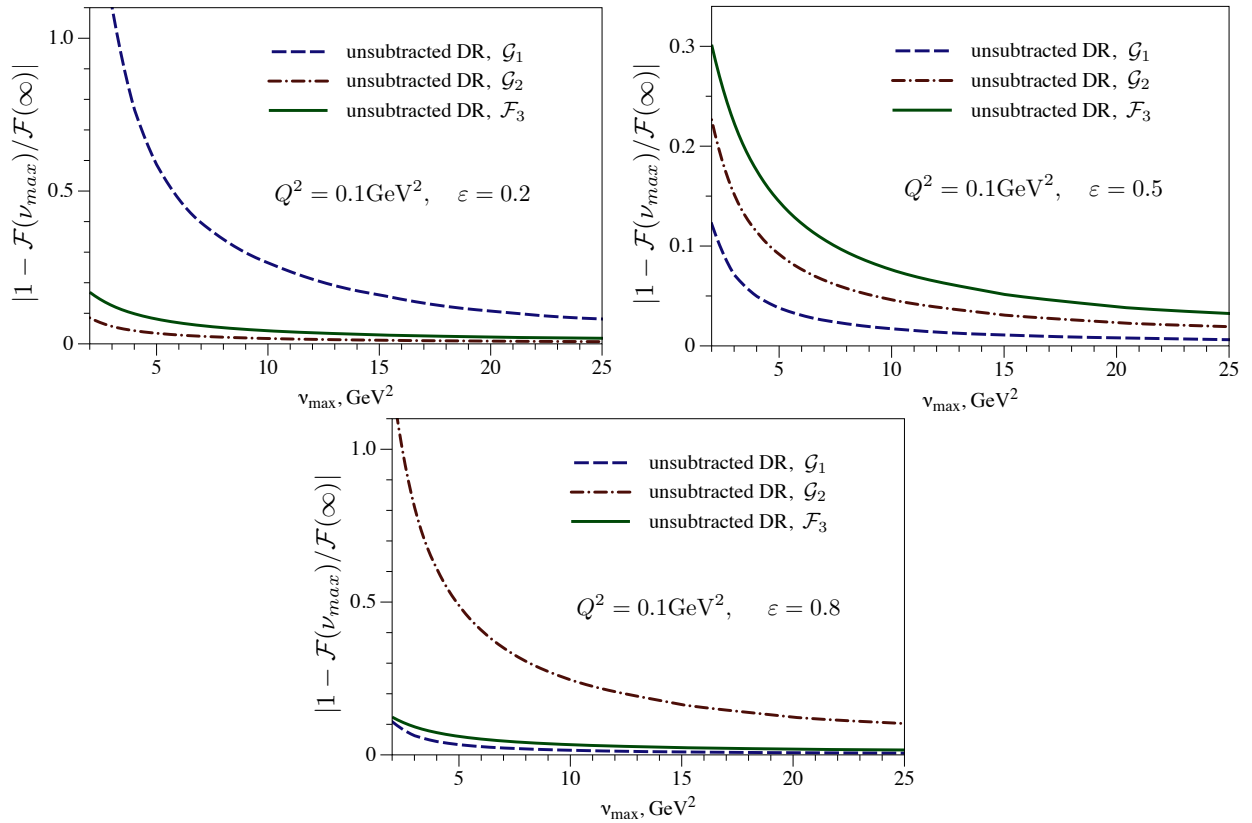 1.0
0.5
0
|1 − ℱ(ν_max)/ℱ(∞)|
unsubtracted DR, 𝒢₁
unsubtracted DR, 𝒢₂
unsubtracted DR, ℱ₃
Q² = 0.1GeV², ε = 0.2
5 10 15 20 25
ν_max, GeV²
0.3
0.2
0.1
0
|1 − ℱ(ν_max)/ℱ(∞)|
unsubtracted DR, 𝒢₁
unsubtracted DR, 𝒢₂
unsubtracted DR, ℱ₃
Q² = 0.1GeV², ε = 0.5
5 10 15 20 25
ν_max, GeV²
1.0
0.5
0
|1 − ℱ(ν_max)/ℱ(∞)|
unsubtracted DR, 𝒢₁
unsubtracted DR, 𝒢₂
unsubtracted DR, ℱ₃
Q² = 0.1GeV², ε = 0.8
5 10 15 20 25
ν_max, GeV²